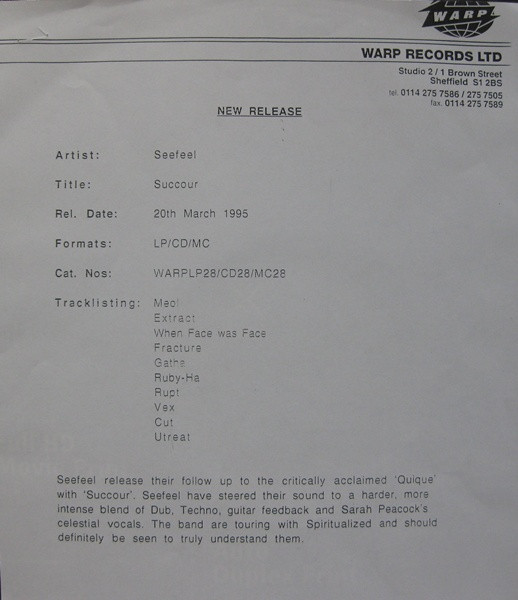 WARP
WARP RECORDS LTD
Studio 2 / 1 Brown Street
Sheffield S1 2BS
tel. 0114 275 7586 / 275 7505
fax. 0114 275 7589
NEW RELEASE
Artist: Seefeel
Title: Succour
Rel. Date: 20th March 1995
Formats: LP/CD/MC
Cat. Nos: WARPLP28/CD28/MC28
Tracklisting: Meol
Extract
When Face was Face
Fracture
Gatha
Ruby-Ha
Rupt
Vex
Cut
Utreat
Seefeel release their follow up to the critically acclaimed 'Quique'
with 'Succour'. Seefeel have steered their sound to a harder, more
intense blend of Dub, Techno, guitar feedback and Sarah Peacock's
celestial vocals. The band are touring with Spiritualized and should
definitely be seen to truly understand them.